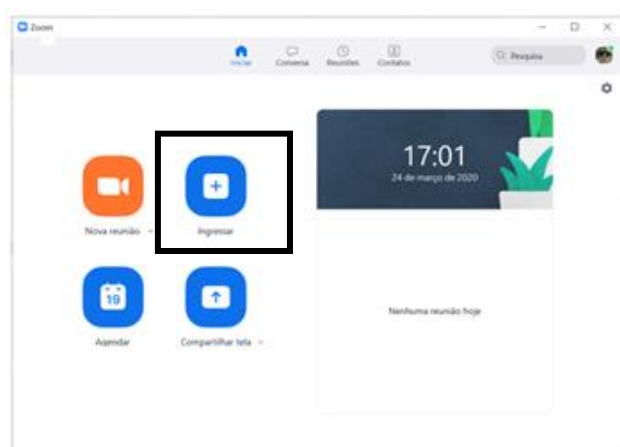 Zoom
Iniciar
Conversa
Reuniões
Contatos
Pesquisa
17:01
24 de março de 2020
Nova reunião
Ingressar
19
Agendar
Compartilhar tela
Nenhuma reunião hoje